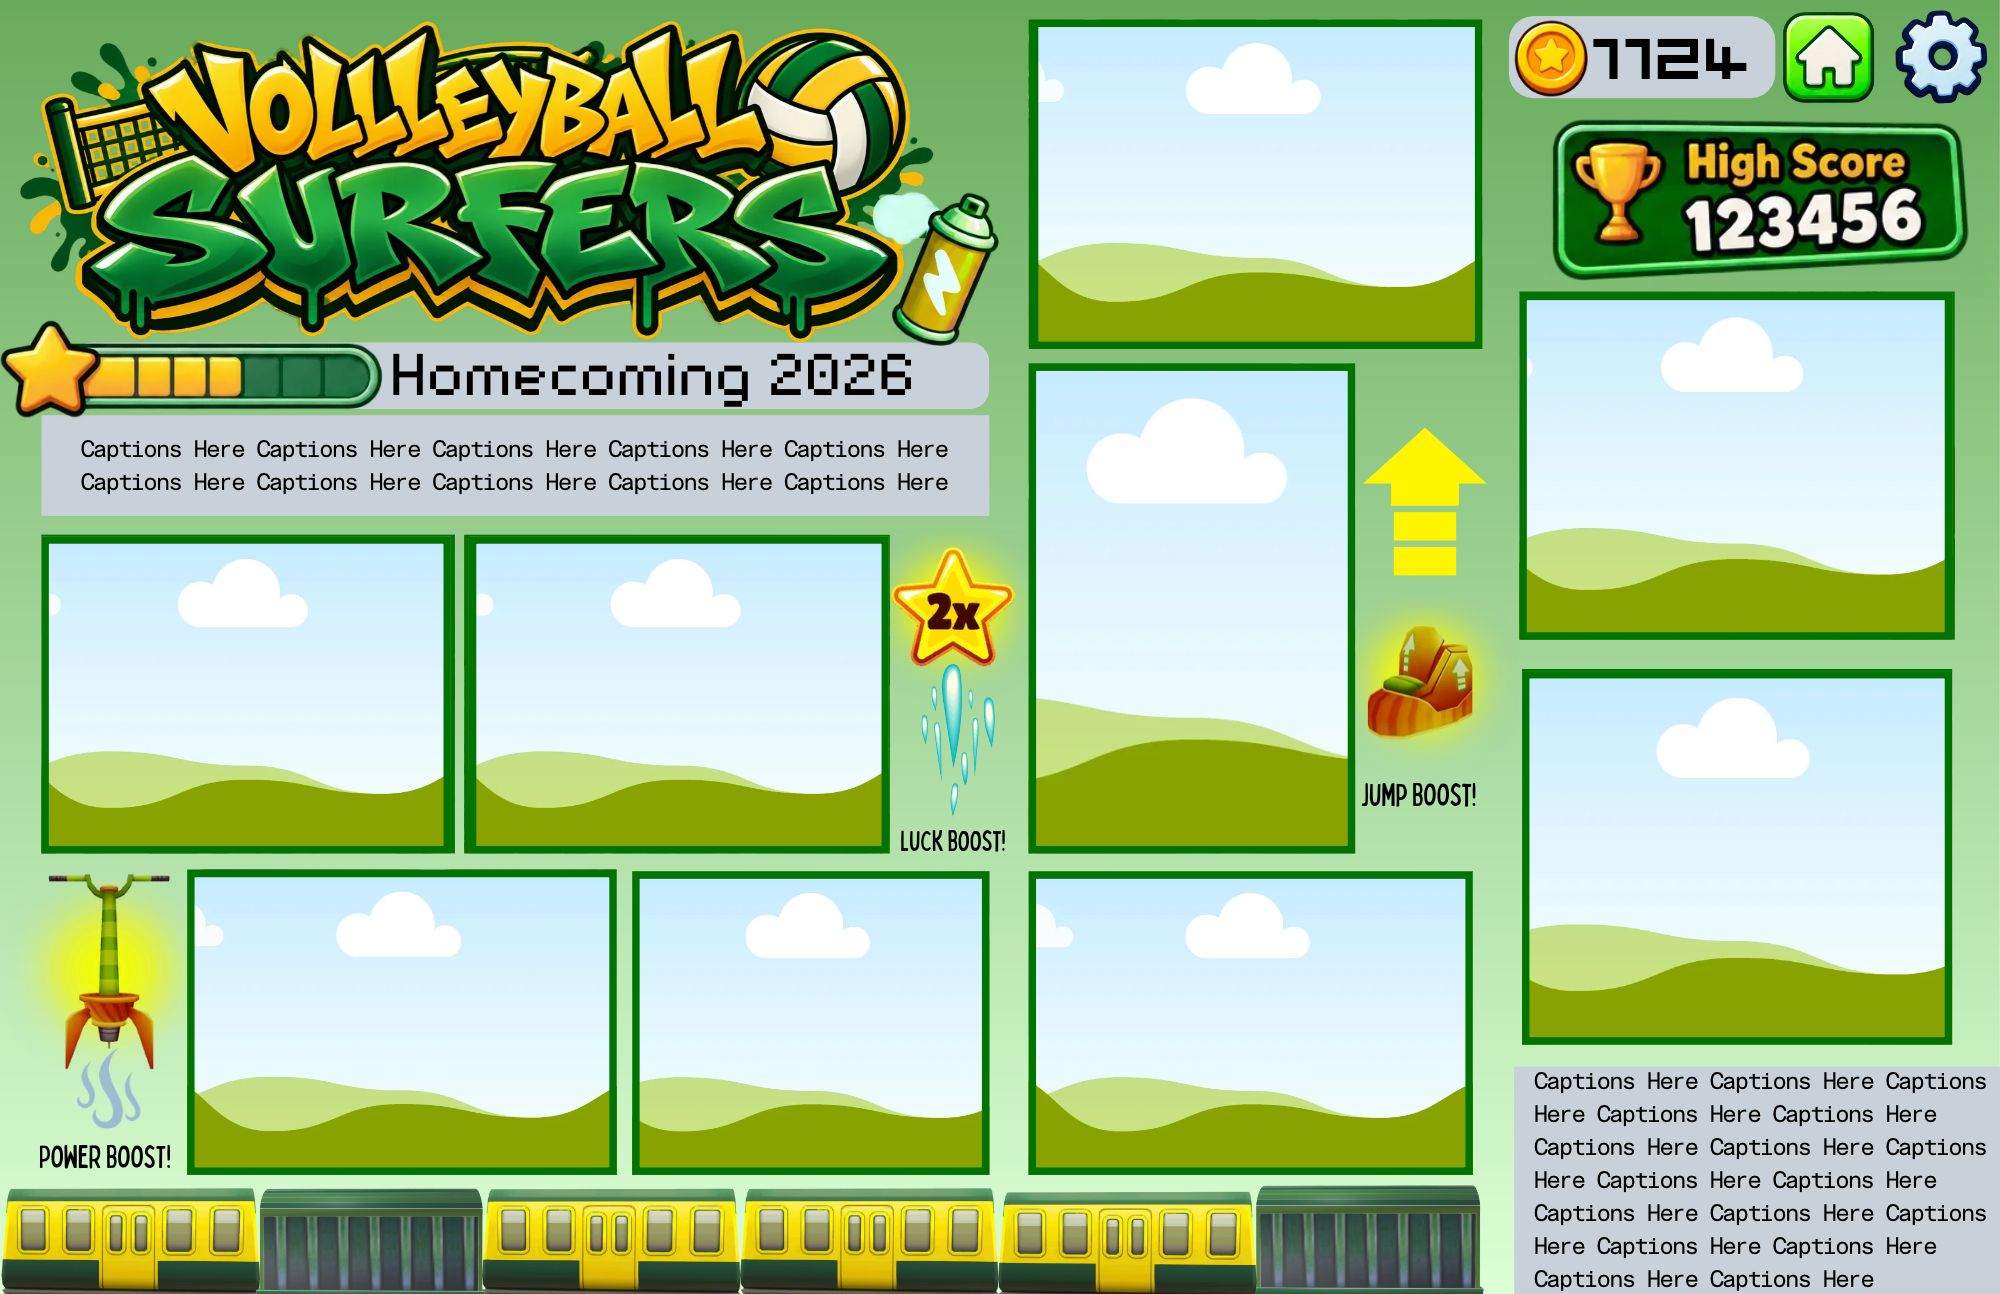 VOLLLEYBALL
SURFERS
Homecoming 2026
Captions Here Captions Here Captions Here Captions Here Captions Here
Captions Here Captions Here Captions Here Captions Here Captions Here
2x
LUCK BOOST!
POWER BOOST!
JUMP BOOST!
1124
High Score
123456
Captions Here Captions Here Captions
Here Captions Here Captions Here
Captions Here Captions Here Captions
Here Captions Here Captions Here
Captions Here Captions Here Captions
Here Captions Here Captions Here
Captions Here Captions Here